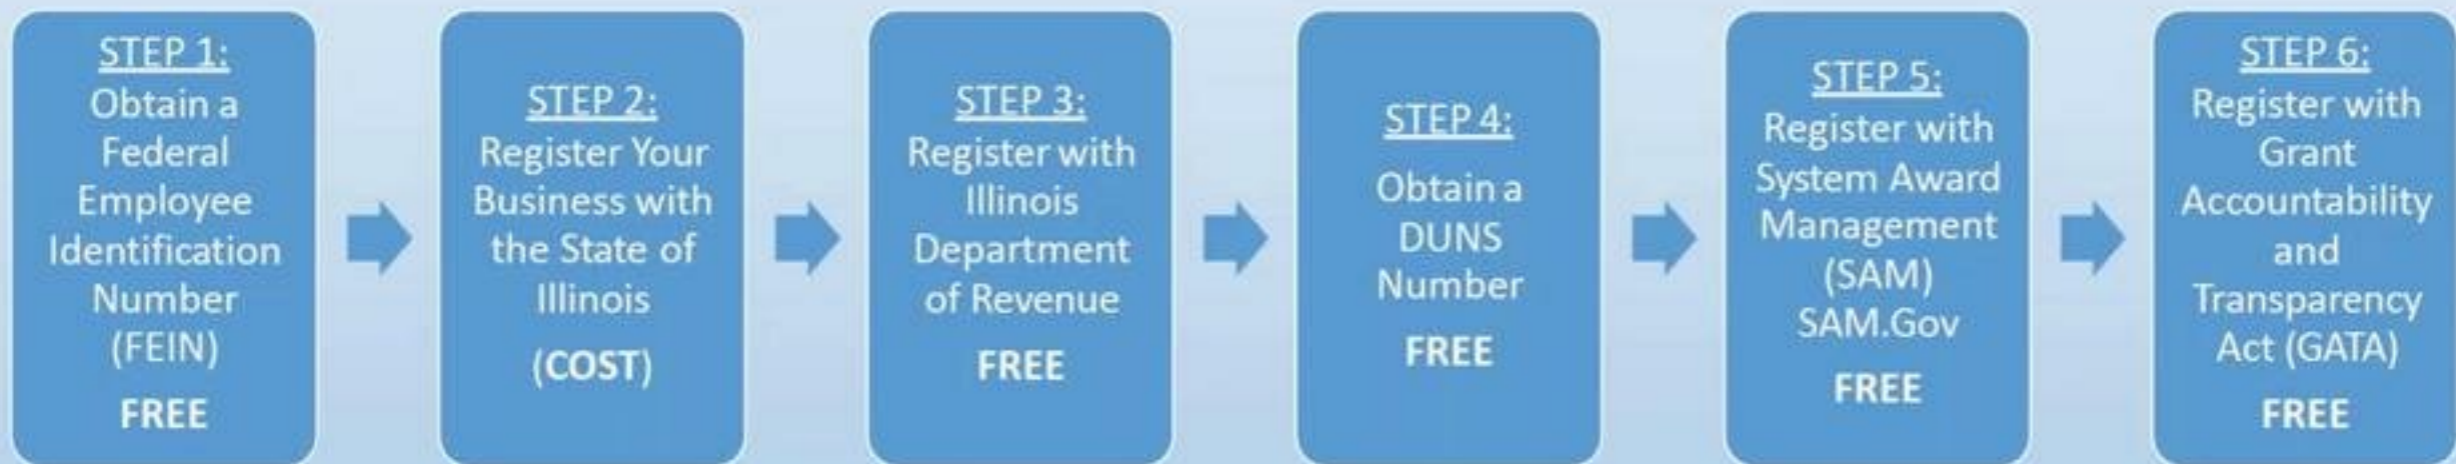 STEP 1:
Obtain a
Federal
Employee
Identification
Number
(FEIN)
FREE
STEP 2:
Register Your
Business with
the State of
Illinois
(COST)
STEP 3:
Register with
Illinois
Department
of Revenue
FREE
STEP 4:
Obtain a
DUNS
Number
FREE
STEP 5:
Register with
System Award
Management
(SAM)
SAM.Gov
FREE
STEP 6:
Register with
Grant
Accountability
and
Transparency
Act (GATA)
FREE